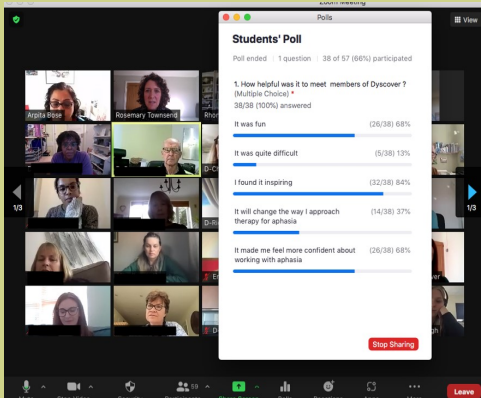 Zoom Meeting
Polls
View
Students' Poll
Poll ended | 1 question | 38 of 57 (66%) participated
1. How helpful was it to meet members of Dyscover ?
(Multiple Choice) *
38/38 (100%) answered
It was fun (26/38) 68%
It was quite difficult (5/38) 13%
I found it inspiring (32/38) 84%
It will change the way I approach (14/38) 37%
therapy for aphasia
It made me feel more confident about (26/38) 68%
working with aphasia
Stop Sharing
Arpita Bose
Rosemary Townsend
1/3
1/3
59
Leave